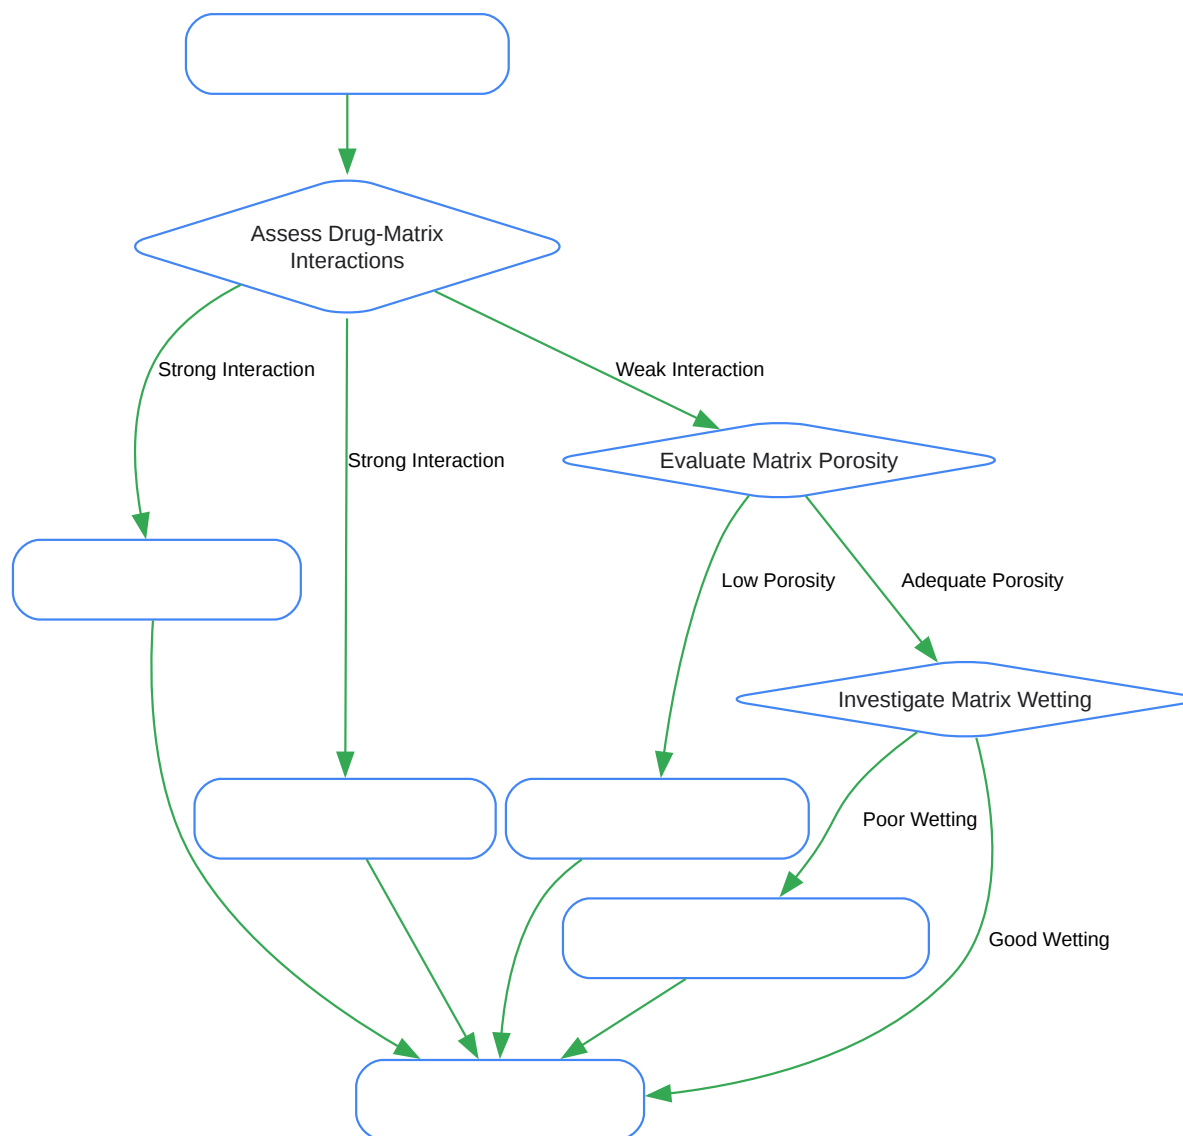 Assess Drug-Matrix
Interactions
Strong Interaction
Weak Interaction
Strong Interaction
Evaluate Matrix Porosity
Low Porosity
Adequate Porosity
Investigate Matrix Wetting
Poor Wetting
Good Wetting